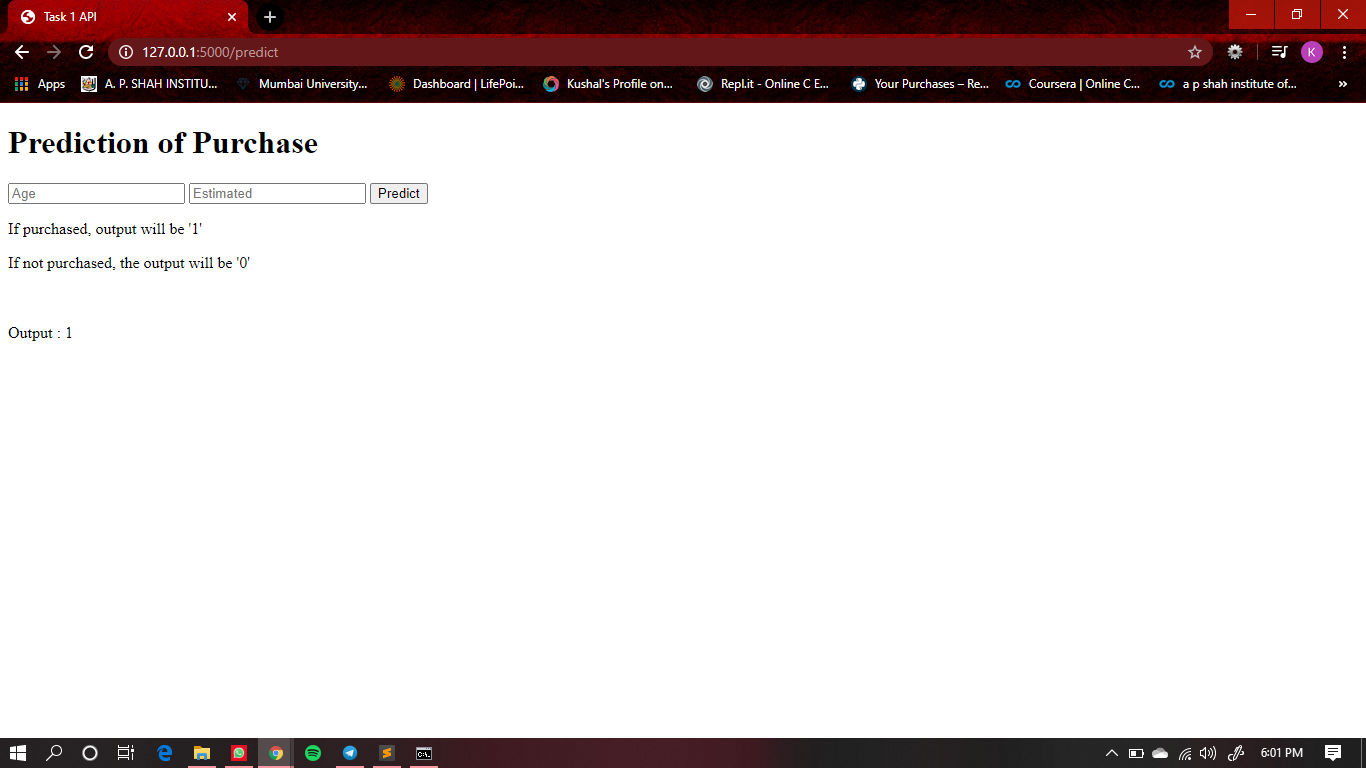 Task 1 API
127.0.0.1:5000/predict
K
Apps A. P. SHAH INSTITU... Mumbai University... Dashboard | LifePoi... Kushal's Profile on... Repl.it - Online C E... Your Purchases – Re... Coursera | Online C... a p shah institute of... »
Prediction of Purchase
Age Estimated Predict
If purchased, output will be '1'
If not purchased, the output will be '0'
Output : 1
6:01 PM